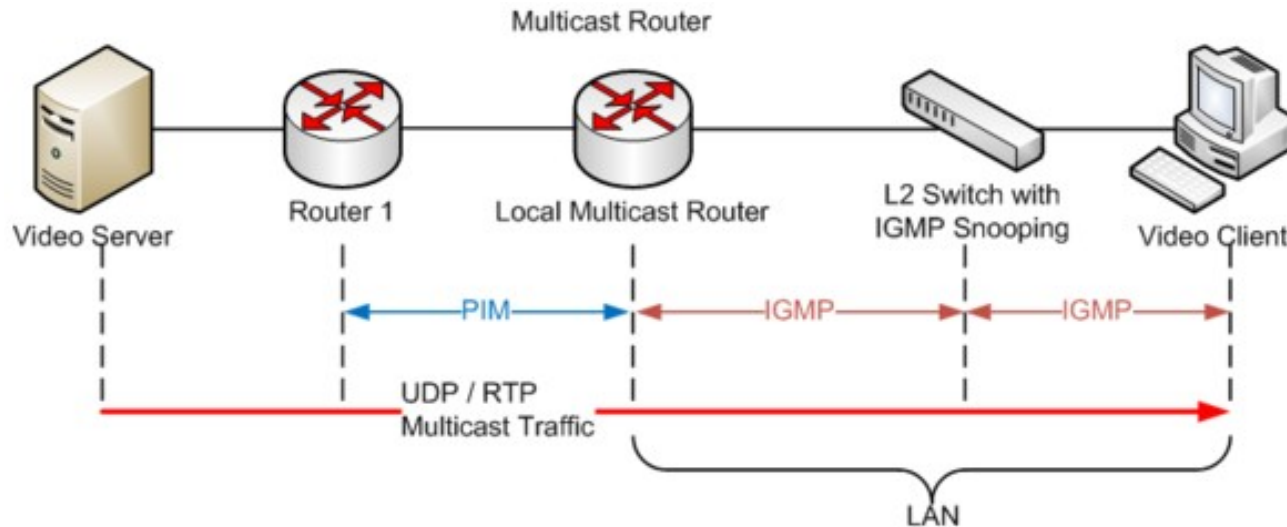 Multicast Router
Video Server
Router 1
Local Multicast Router
L2 Switch with
IGMP Snooping
Video Client
PIM
IGMP
IGMP
UDP / RTP
Multicast Traffic
LAN